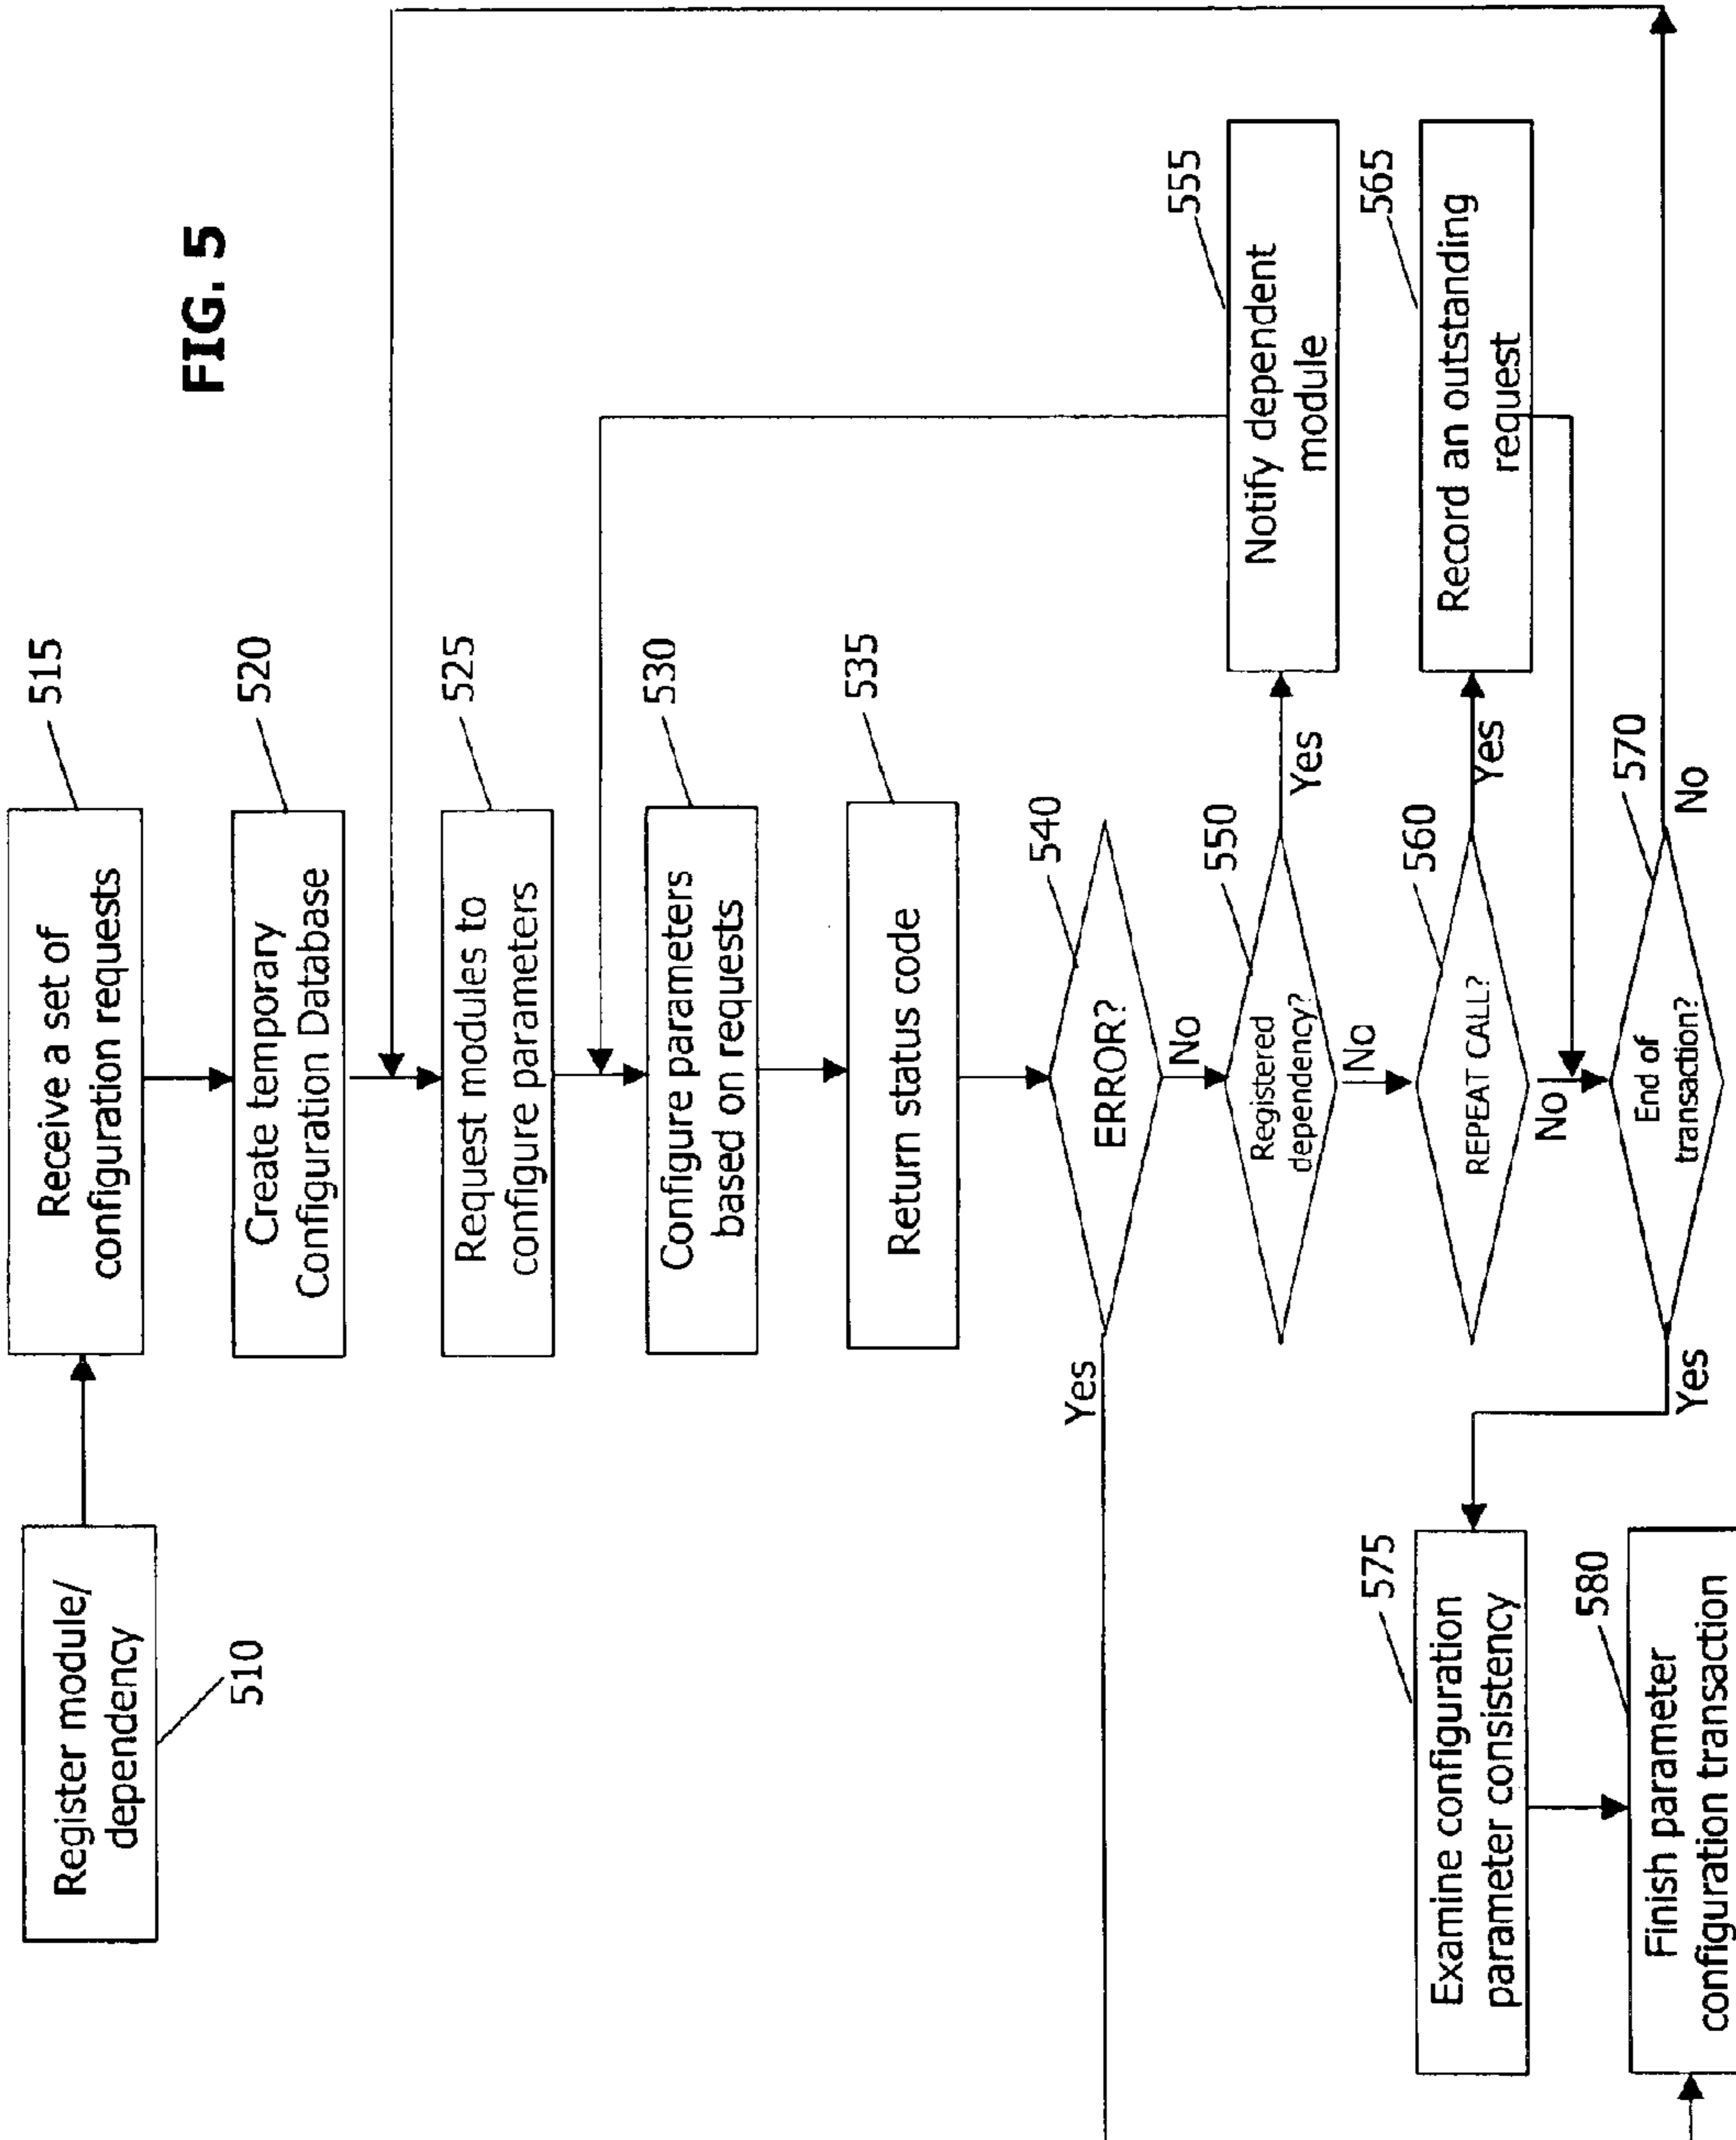 FIG. 5
Register module/
dependency
510
Receive a set of
configuration requests
515
Create temporary
Configuration Database
520
Request modules to
configure parameters
525
Configure parameters
based on requests
530
Return status code
535
ERROR?
540
Yes
No
Registered
dependency?
550
Yes
No
Notify dependent
module
555
REPEAT CALL?
560
Yes
No
Record an outstanding
request
565
End of
transaction?
570
No
Yes
Examine configuration
parameter consistency
575
Finish parameter
configuration transaction
580